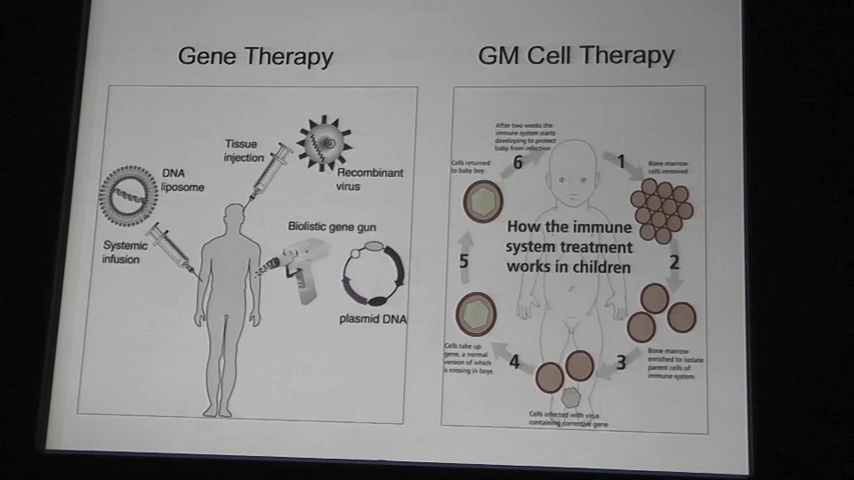 Gene Therapy
Tissue
injection
Recombinant
virus
DNA
liposome
Systemic
infusion
Biolistic gene gun
plasmid DNA
GM Cell Therapy
After two weeks the
immune system starts
developing to protect
baby from infection
6
1
Bone marrow
cells removed
Cells returned
to baby boy
How the immune
system treatment
works in children
5
2
Cells take up
gene, a normal
version of which
is missing in boys
4
3
Bone marrow
enriched to isolate
parent cells of
immune system
Cells infected with virus
containing corrective gene